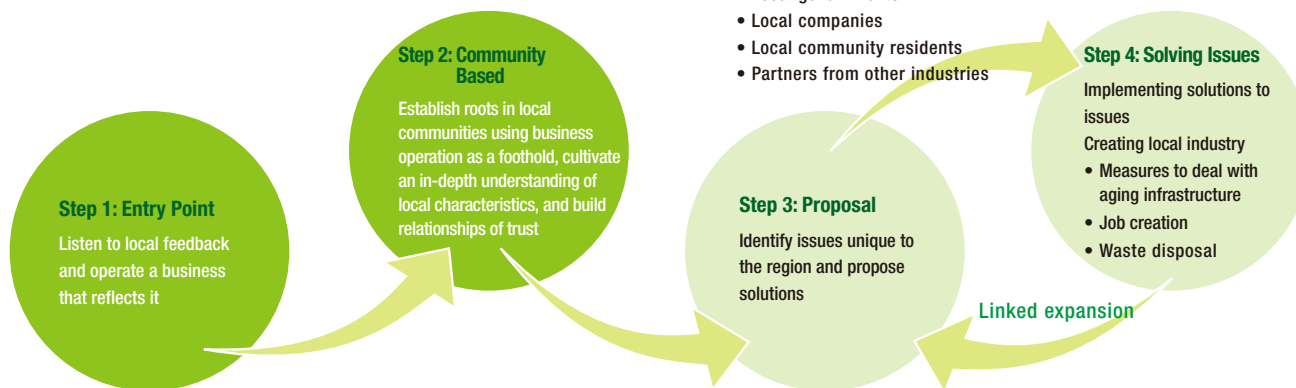 Step 1: Entry Point
Listen to local feedback
and operate a business
that reflects it
Step 2: Community
Based
Establish roots in local
communities using business
operation as a foothold, cultivate
an in-depth understanding of
local characteristics, and build
relationships of trust
• Local companies
• Local community residents
• Partners from other industries
Step 3: Proposal
Identify issues unique to
the region and propose
solutions
Step 4: Solving Issues
Implementing solutions to
issues
Creating local industry
• Measures to deal with
aging infrastructure
• Job creation
• Waste disposal
Linked expansion